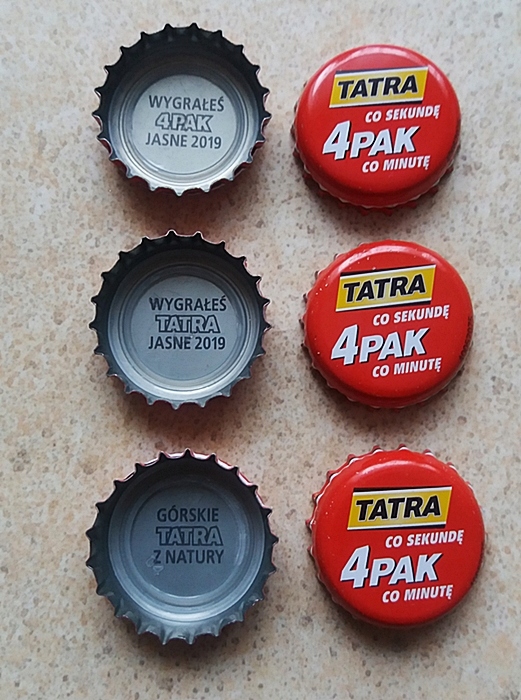 WYGRAŁEŚ
4PAK
JASNE 2019
TATRA
CO SEKUNDĘ
4PAK
CO MINUTĘ
WYGRAŁEŚ
TATRA
JASNE 2019
TATRA
CO SEKUNDĘ
4PAK
CO MINUTĘ
GÓRSKIE
TATRA
Z NATURY
TATRA
CO SEKUNDĘ
4PAK
CO MINUTĘ